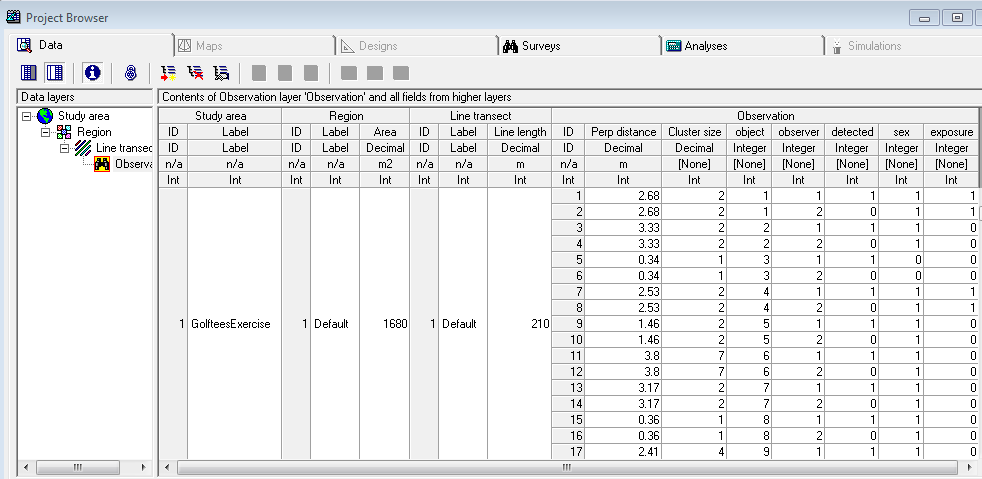 Project Browser
Data Maps Designs Surveys Analyses Simulations
Data layers
Study area
Region
Line transec
Observa
Contents of Observation layer 'Observation' and all fields from higher layers
Study area Region Line transect Observation
ID Label ID Label Area ID Label Line length ID Perp distance Cluster size object observer detected sex exposure
ID Label ID Label Decimal ID Label Decimal ID Decimal Decimal Integer Integer Integer Integer Integer
n/a n/a n/a n/a m2 n/a n/a m n/a m [None] [None] [None] [None] [None] [None]
Int Int Int Int Int Int Int Int Int Int Int Int Int Int Int Int
1 2.68 2 1 1 1 1 1
2 2.68 2 1 2 0 1 1
3 3.33 2 2 1 1 1 0
4 3.33 2 2 2 0 1 0
5 0.34 1 3 1 1 0 0
6 0.34 1 3 2 0 0 0
7 2.53 2 4 1 1 1 1
8 2.53 2 4 2 0 1 1
1 GolfteesExercise 1 Default 1680 1 Default 210 9 1.46 2 5 1 1 1 0
10 1.46 2 5 2 0 1 0
11 3.8 7 6 1 1 1 0
12 3.8 7 6 2 0 1 0
13 3.17 2 7 1 1 1 0
14 3.17 2 7 2 0 1 0
15 0.36 1 8 1 1 1 0
16 0.36 1 8 2 0 1 0
17 2.41 4 9 1 1 1 0